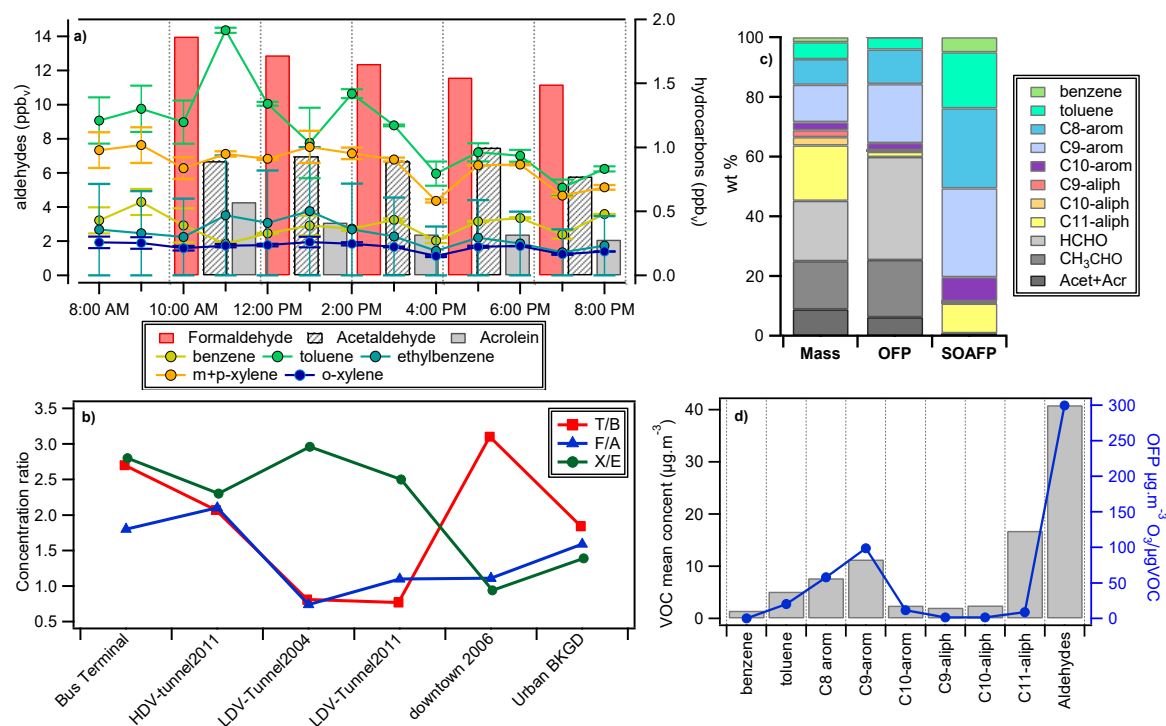 a)
14
12
10
8
6
4
2
0
aldehydes (ppbᵥ)
2.0
1.5
1.0
0.5
0.0
hydrocarbons (ppbᵥ)
8:00 AM 10:00 AM 12:00 PM 2:00 PM 4:00 PM 6:00 PM 8:00 PM
Formaldehyde Acetaldehyde Acrolein
benzene toluene ethylbenzene
m+p-xylene o-xylene
c)
100
80
60
40
20
0
wt %
Mass OFP SOAFP
benzene
toluene
C8-arom
C9-arom
C10-arom
C9-aliph
C10-aliph
C11-aliph
HCHO
CH₃CHO
Acet+Acr
b)
3.5
3.0
2.5
2.0
1.5
1.0
0.5
Concentration ratio
T/B
F/A
X/E
Bus Terminal
HDV-tunnel2011
LDV-Tunnel2004
LDV-Tunnel2011
downtown 2006
Urban BKGD
d)
40
30
20
10
0
VOC mean concent (µg.m⁻³)
300
250
200
150
100
50
0
OFP µg.m⁻³ O₃/µgVOC
benzene
toluene
C8 arom
C9-arom
C10-arom
C9-aliph
C10-aliph
C11-aliph
Aldehydes